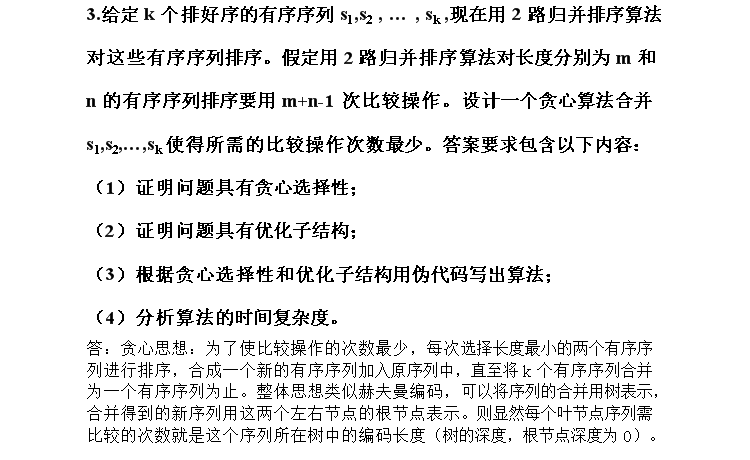 3.给定 k 个排好序的有序序列 s1,s2 , … , sk ,现在用 2 路归并排序算法
对这些有序序列排序。假定用 2 路归并排序算法对长度分别为 m 和
n 的有序序列排序要用 m+n-1 次比较操作。设计一个贪心算法合并
s1,s2,…,sk 使得所需的比较操作次数最少。答案要求包含以下内容：
（1）证明问题具有贪心选择性；
（2）证明问题具有优化子结构；
（3）根据贪心选择性和优化子结构用伪代码写出算法；
（4）分析算法的时间复杂度。
答：贪心思想：为了使比较操作的次数最少，每次选择长度最小的两个有序序
列进行排序，合成一个新的有序序列加入原序列中，直至将 k 个有序序列合并
为一个有序序列为止。整体思想类似赫夫曼编码，可以将序列的合并用树表示，
合并得到的新序列用这两个左右节点的根节点表示。则显然每个叶节点序列需
比较的次数就是这个序列所在树中的编码长度（树的深度，根节点深度为 0）。